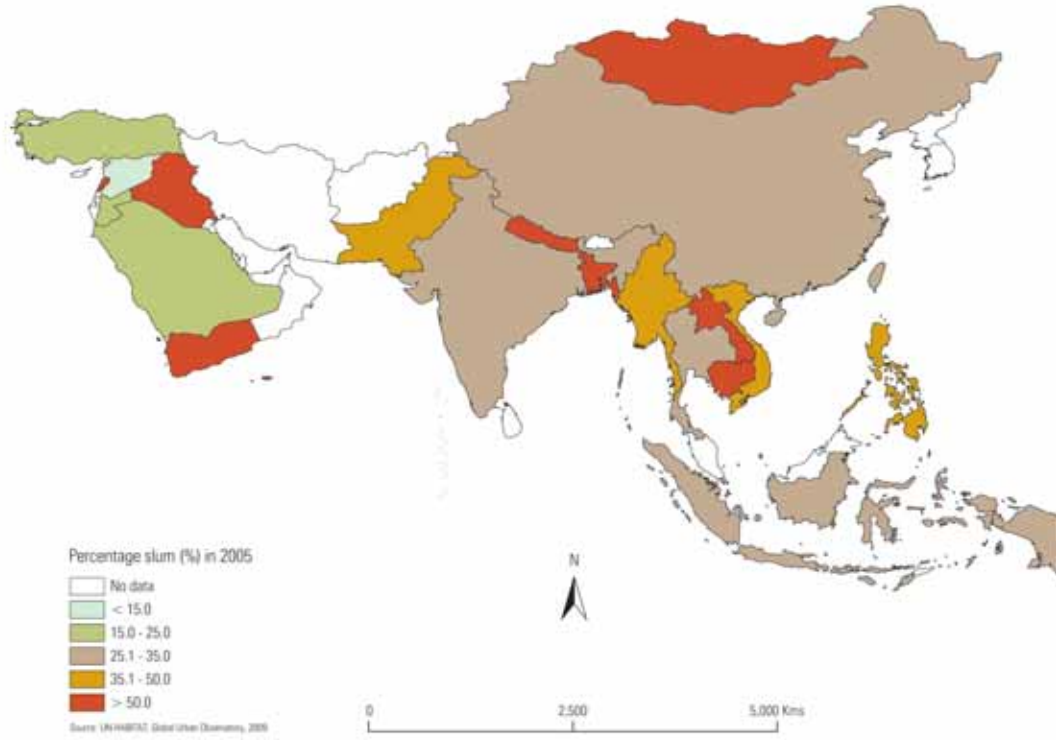 Percentage slum (%) in 2005
No data
< 15.0
15.0 - 25.0
25.1 - 35.0
35.1 - 50.0
> 50.0
Source: UN-HABITAT, Global Urban Observatory, 2005
N
0 2.500 5.000 Kms